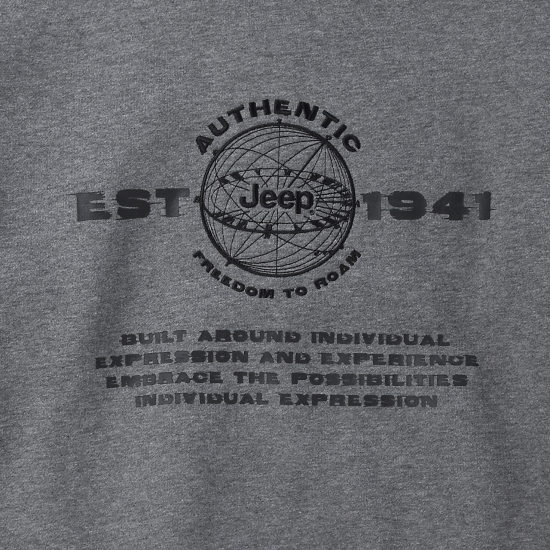 AUTHENTIC
EST Jeep 1941
FREEDOM TO ROAM
BUILT AROUND INDIVIDUAL
EXPRESSION AND EXPERIENCE
EMBRACE THE POSSIBILITIES
INDIVIDUAL EXPRESSION